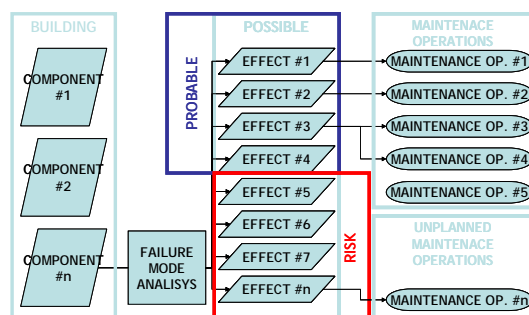 BUILDING
POSSIBLE
MAINTENACE
OPERATIONS
COMPONENT
#1
COMPONENT
#2
COMPONENT
#n
FAILURE
MODE
ANALISYS
PROBABLE
EFFECT #1
EFFECT #2
EFFECT #3
EFFECT #4
EFFECT #5
EFFECT #6
EFFECT #7
EFFECT #n
RISK
MAINTENANCE OP. #1
MAINTENANCE OP. #2
MAINTENANCE OP. #3
MAINTENANCE OP. #4
MAINTENANCE OP. #5
UNPLANNED
MAINTENACE
OPERATIONS
MAINTENANCE OP. #n